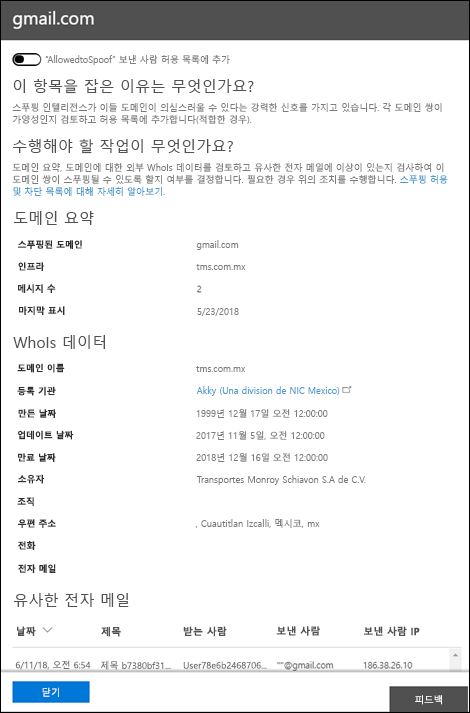 gmail.com
"AllowedtoSpoof" 보낸 사람 허용 목록에 추가
이 항목을 잡은 이유는 무엇인가요?
스푸핑 인텔리전스가 이들 도메인이 의심스러울 수 있다는 강력한 신호를 가지고 있습니다. 각 도메인 쌍이
가양성인지 검토하고 허용 목록에 추가합니다(적합한 경우).
수행해야 할 작업이 무엇인가요?
도메인 요약, 도메인에 대한 외부 WhoIs 데이터를 검토하고 유사한 전자 메일에 이상이 있는지 검사하여 이
도메인 쌍이 스푸핑될 수 있도록 할지 여부를 결정합니다. 필요한 경우 위의 조치를 수행합니다. 스푸핑 허용
및 차단 목록에 대해 자세히 알아보기.
도메인 요약
스푸핑된 도메인 gmail.com
인프라 tms.com.mx
메시지 수 2
마지막 표시 5/23/2018
WhoIs 데이터
도메인 이름 tms.com.mx
등록 기관 Akky (Una division de NIC Mexico)
만든 날짜 1999년 12월 17일 오전 12:00:00
업데이트 날짜 2017년 11월 5일, 오전 12:00:00
만료 날짜 2018년 12월 16일 오전 12:00:00
소유자 Transportes Monroy Schiavon S.A de C.V.
조직
우편 주소 , Cuautitlan Izcalli, 멕시코, mx
전화
전자 메일
유사한 전자 메일
날짜 제목 받는 사람 보낸 사람 보낸 사람 IP
6/11/18, 오전 6:54 제목 b7380bf31... User78e6b2468706... ""@gmail.com 186.38.26.10
닫기
피드백